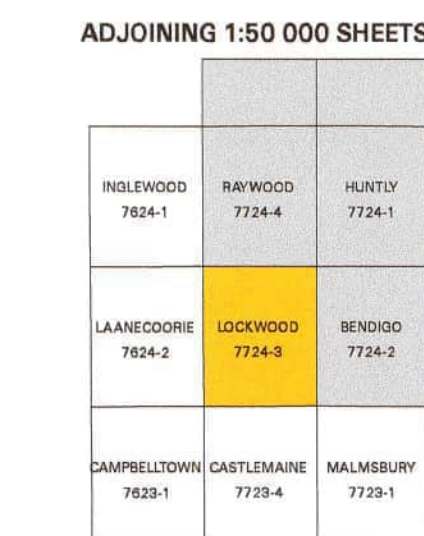 ADJOINING 1:50 000 SHEETS
INGLEWOOD
7624-1
RAYWOOD
7724-4
HUNTLY
7724-1
LAANECOORIE
7624-2
LOCKWOOD
7724-3
BENDIGO
7724-2
CAMPBELLTOWN
7623-1
CASTLEMAINE
7723-4
MALMSBURY
7723-1